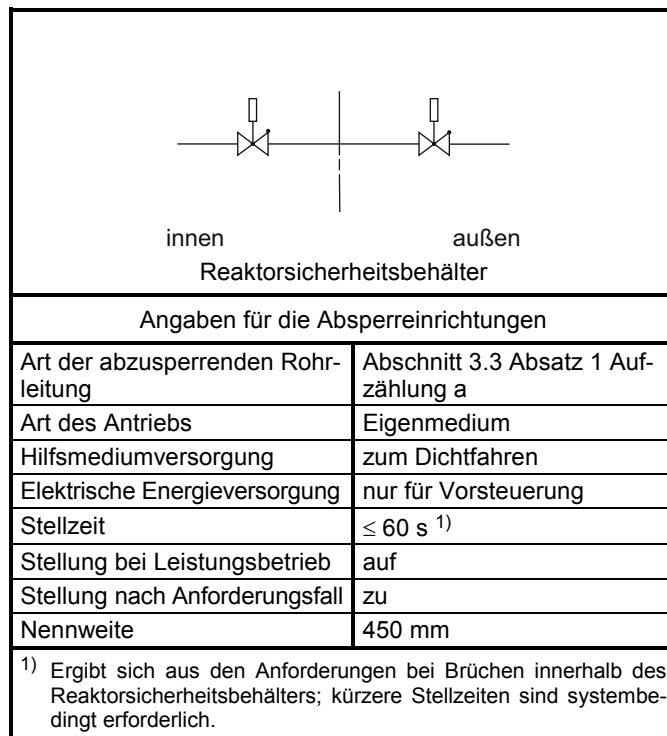 innen außen
Reaktorsicherheitsbehälter
Angaben für die Absperreinrichtungen
Art der abzusperrenden Rohr- Abschnitt 3.3 Absatz 1 Auf-
leitung zählung a
Art des Antriebs Eigenmedium
Hilfsmediumversorgung zum Dichtfahren
Elektrische Energieversorgung nur für Vorsteuerung
Stellzeit ≤ 60 s 1)
Stellung bei Leistungsbetrieb auf
Stellung nach Anforderungsfall zu
Nennweite 450 mm
1) Ergibt sich aus den Anforderungen bei Brüchen innerhalb des
Reaktorsicherheitsbehälters; kürzere Stellzeiten sind systembe-
dingt erforderlich.